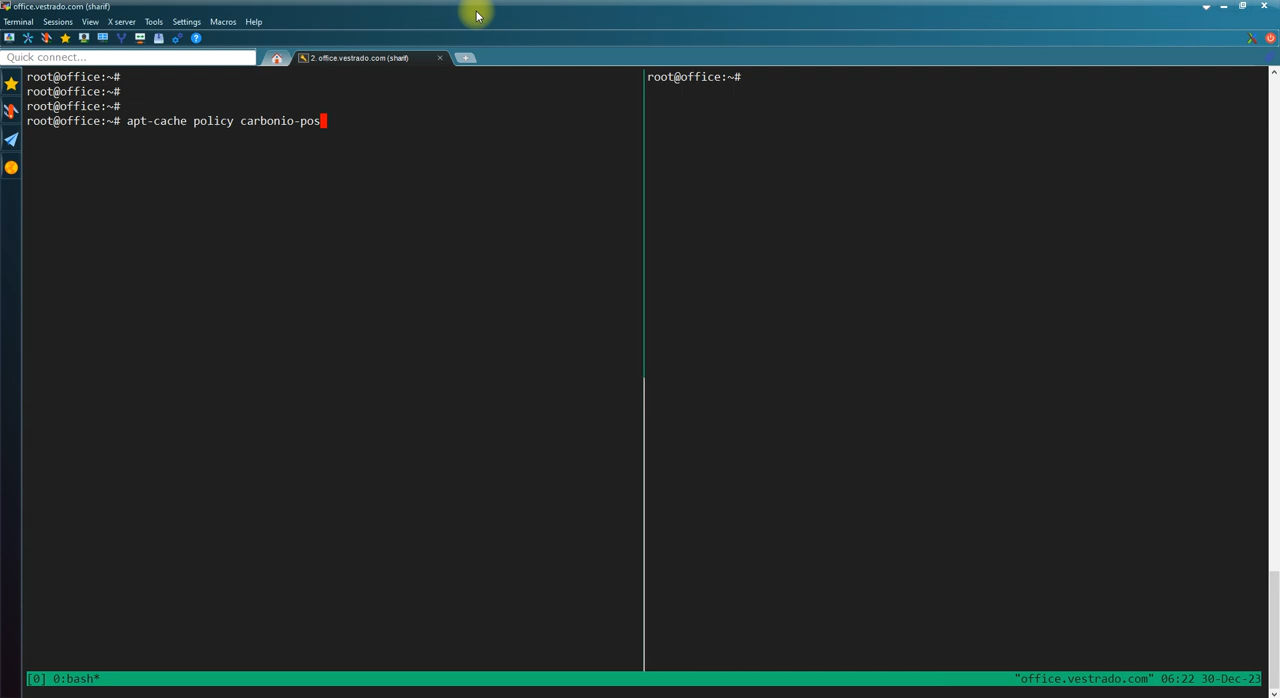 office.vestrado.com (sharif)
Terminal Sessions View X server Tools Settings Macros Help
Quick connect...
2. office.vestrado.com (sharif)
root@office:~#
root@office:~#
root@office:~#
root@office:~# apt-cache policy carbonio-pos
root@office:~#
[0] 0:bash*
"office.vestrado.com" 06:22 30-Dec-23